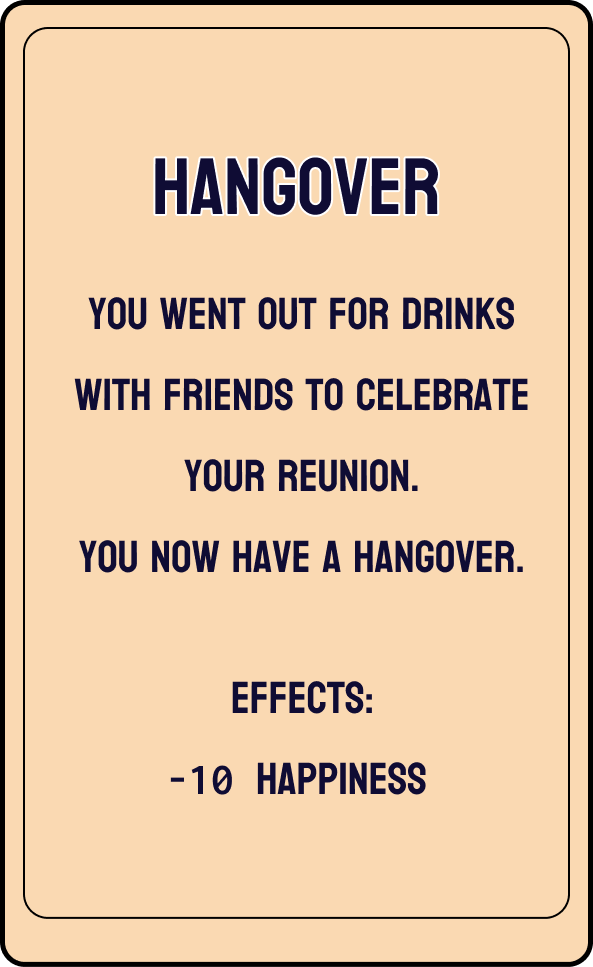 HANGOVER
YOU WENT OUT FOR DRINKS
WITH FRIENDS TO CELEBRATE
YOUR REUNION.
YOU NOW HAVE A HANGOVER.
EFFECTS:
-10 HAPPINESS